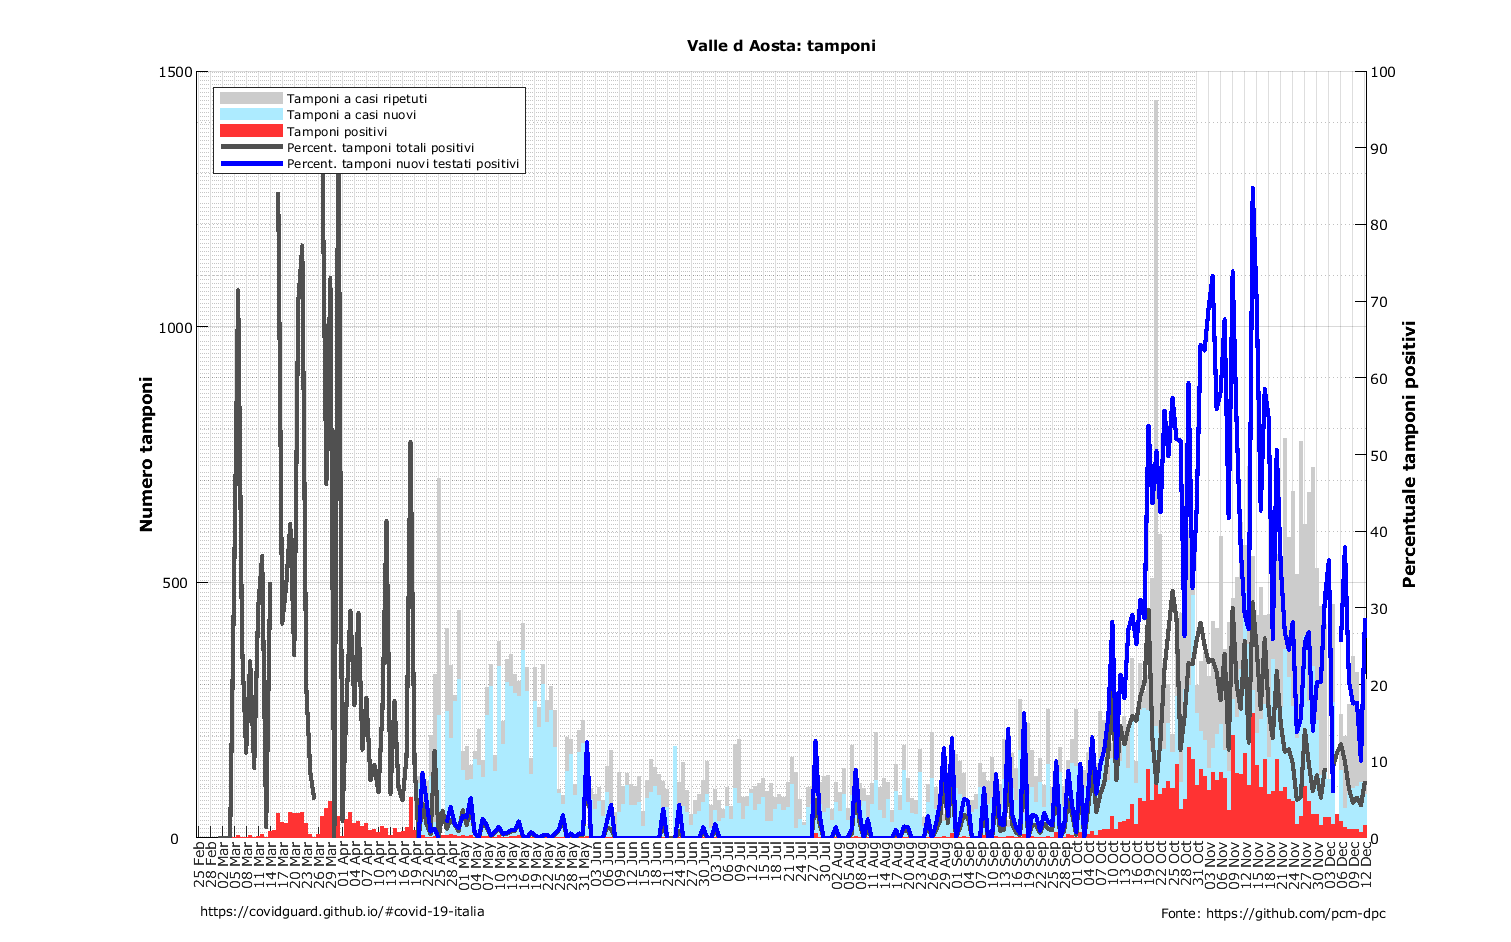 Valle d Aosta: tamponi
Tamponi a casi ripetuti
Tamponi a casi nuovi
Tamponi positivi
Percent. tamponi totali positivi
Percent. tamponi nuovi testati positivi
Numero tamponi
1500
1000
500
0
Percentuale tamponi positivi
100
90
80
70
60
50
40
30
20
10
0
25 Feb
28 Feb
02 Mar
05 Mar
08 Mar
11 Mar
14 Mar
17 Mar
20 Mar
23 Mar
26 Mar
29 Mar
01 Apr
04 Apr
07 Apr
10 Apr
13 Apr
16 Apr
19 Apr
22 Apr
25 Apr
28 Apr
01 May
04 May
07 May
10 May
13 May
16 May
19 May
22 May
25 May
28 May
31 May
03 Jun
06 Jun
09 Jun
12 Jun
15 Jun
18 Jun
21 Jun
24 Jun
27 Jun
30 Jun
03 Jul
06 Jul
09 Jul
12 Jul
15 Jul
18 Jul
21 Jul
24 Jul
27 Jul
30 Jul
02 Aug
05 Aug
08 Aug
11 Aug
14 Aug
17 Aug
20 Aug
23 Aug
26 Aug
29 Aug
01 Sep
04 Sep
07 Sep
10 Sep
13 Sep
16 Sep
19 Sep
22 Sep
25 Sep
28 Sep
01 Oct
04 Oct
07 Oct
10 Oct
13 Oct
16 Oct
19 Oct
22 Oct
25 Oct
28 Oct
31 Oct
03 Nov
06 Nov
09 Nov
12 Nov
15 Nov
18 Nov
21 Nov
24 Nov
27 Nov
30 Nov
03 Dec
06 Dec
09 Dec
12 Dec
https://covidguard.github.io/#covid-19-italia
Fonte: https://github.com/pcm-dpc